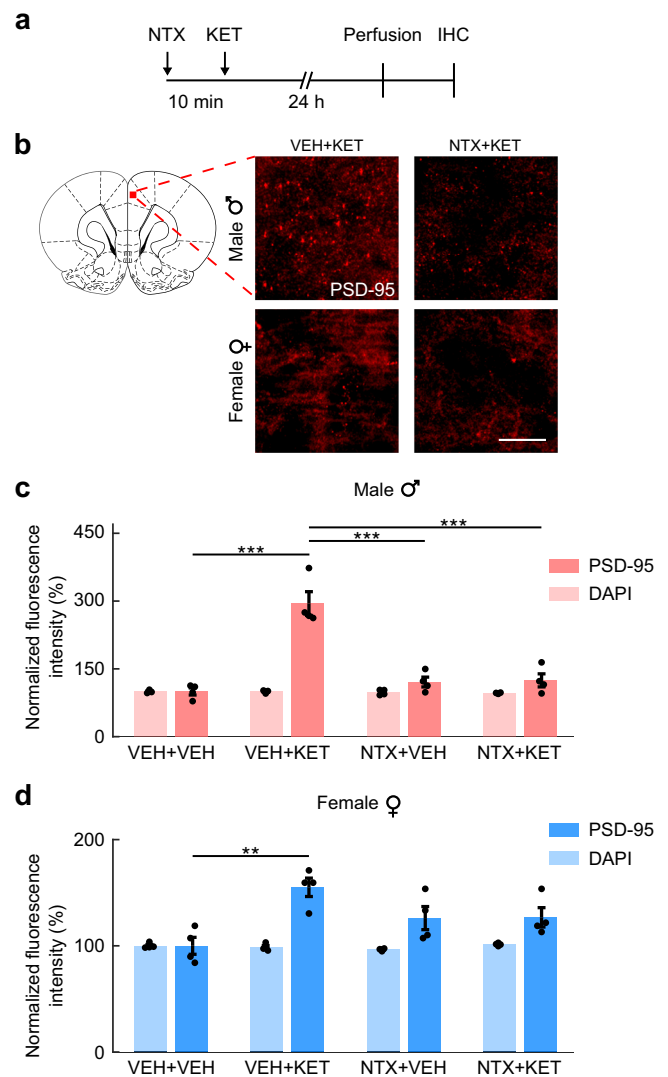 a
NTX KET Perfusion IHC
10 min 24 h
b
VEH+KET NTX+KET
Male ♂
PSD-95
Female ♀
c
Male ♂
Normalized fluorescence
intensity (%)
450
300
150
0
*** *** ***
PSD-95
DAPI
VEH+VEH VEH+KET NTX+VEH NTX+KET
d
Female ♀
Normalized fluorescence
intensity (%)
200
100
0
**
PSD-95
DAPI
VEH+VEH VEH+KET NTX+VEH NTX+KET